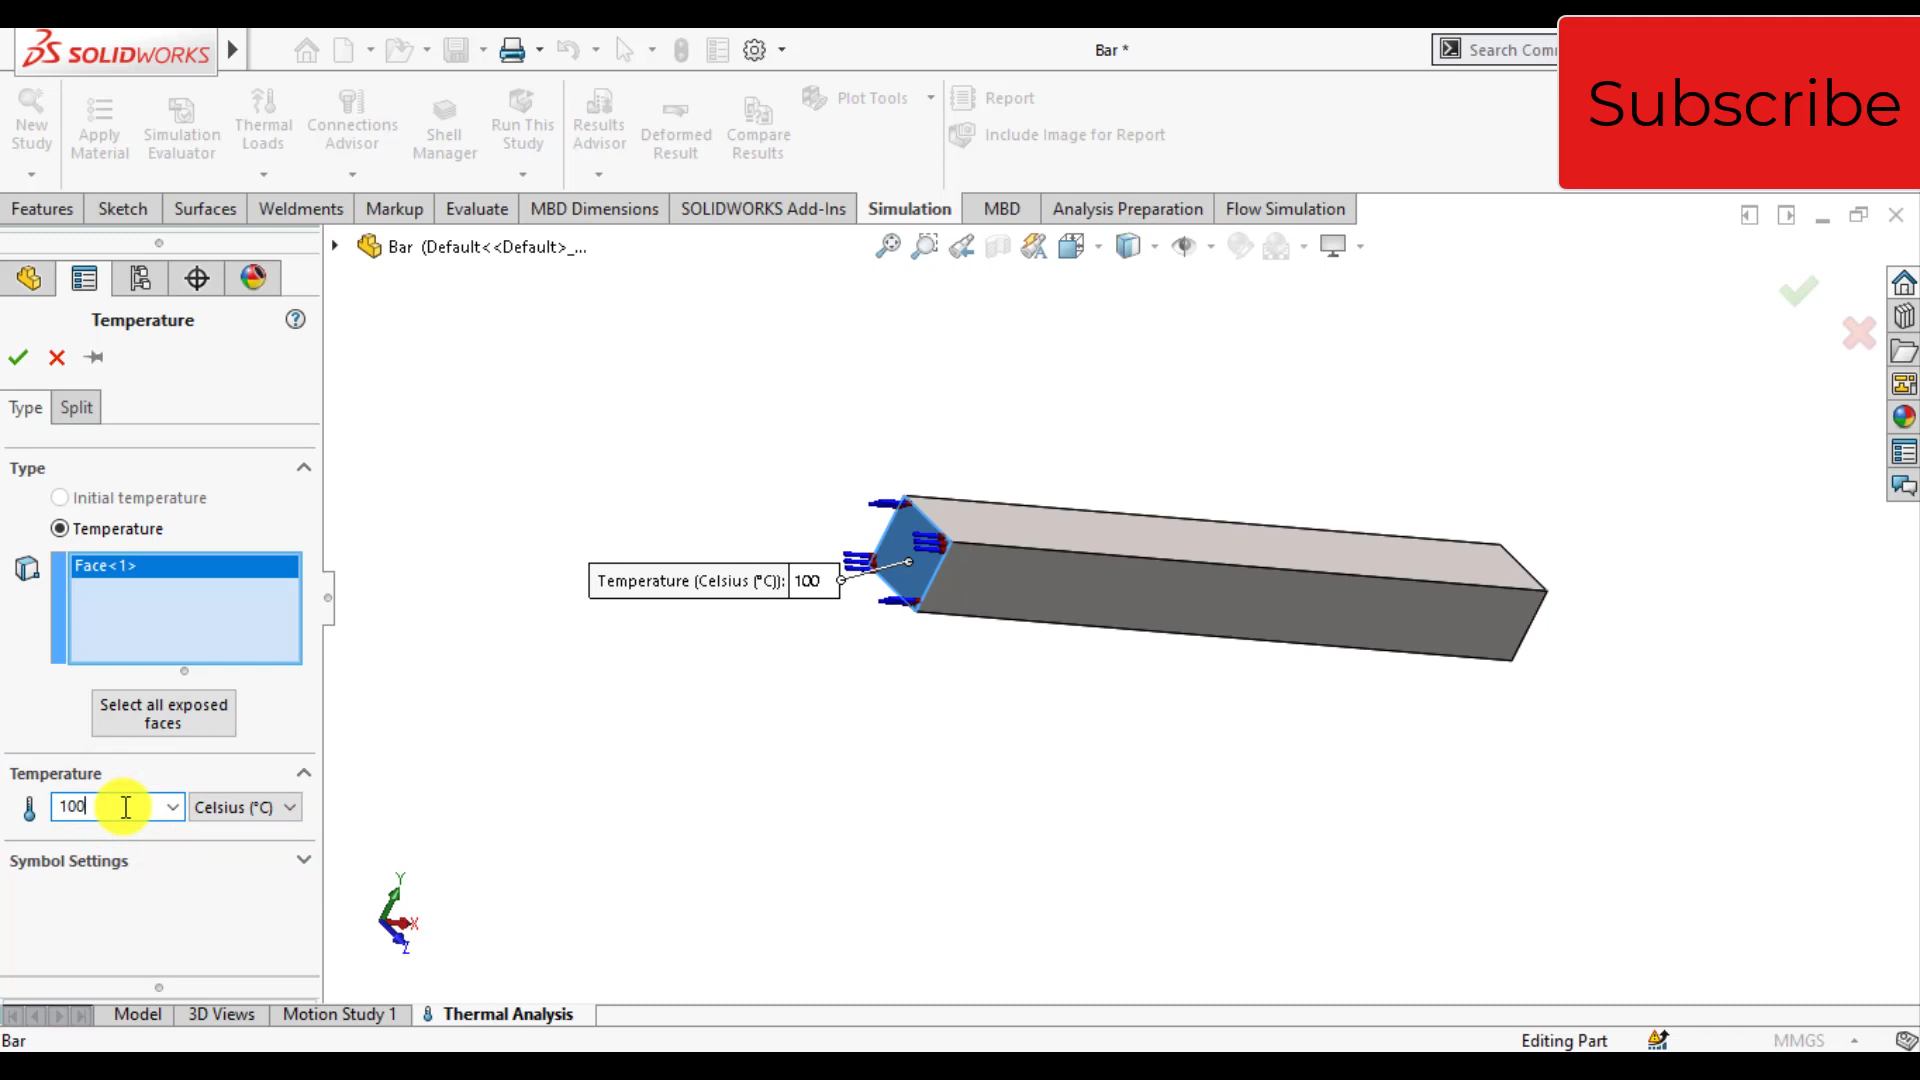 SOLIDWORKS
Bar *
Search Com
Subscribe
New
Study
Apply
Material
Simulation
Evaluator
Thermal
Loads
Connections
Advisor
Shell
Manager
Run This
Study
Results
Advisor
Deformed
Result
Compare
Results
Plot Tools
Report
Include Image for Report
Features
Sketch
Surfaces
Weldments
Markup
Evaluate
MBD Dimensions
SOLIDWORKS Add-Ins
Simulation
MBD
Analysis Preparation
Flow Simulation
Bar (Default<<Default>_...
Temperature
Type
Split
Type
Initial temperature
Temperature
Face<1>
Temperature (Celsius (°C)): 100
Select all exposed
faces
Temperature
100
Celsius (°C)
Symbol Settings
Y
X
Z
Model
3D Views
Motion Study 1
Thermal Analysis
Bar
Editing Part
MMGS